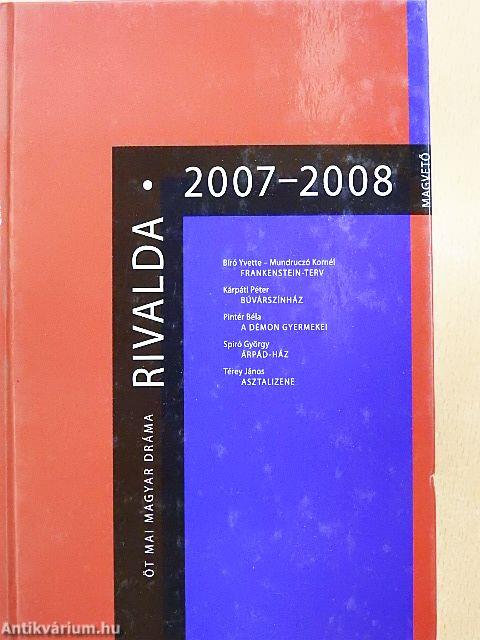 RIVALDA • 2007–2008
ÖT MAI MAGYAR DRÁMA
MAGVETŐ
Bíró Yvette – Mundruczó Kornél
FRANKENSTEIN-TERV
Kárpáti Péter
BÚVÁRSZÍNHÁZ
Pintér Béla
A DÉMON GYERMEKEI
Spiró György
ÁRPÁD-HÁZ
Térey János
ASZTALIZENE
Antikvárium.hu